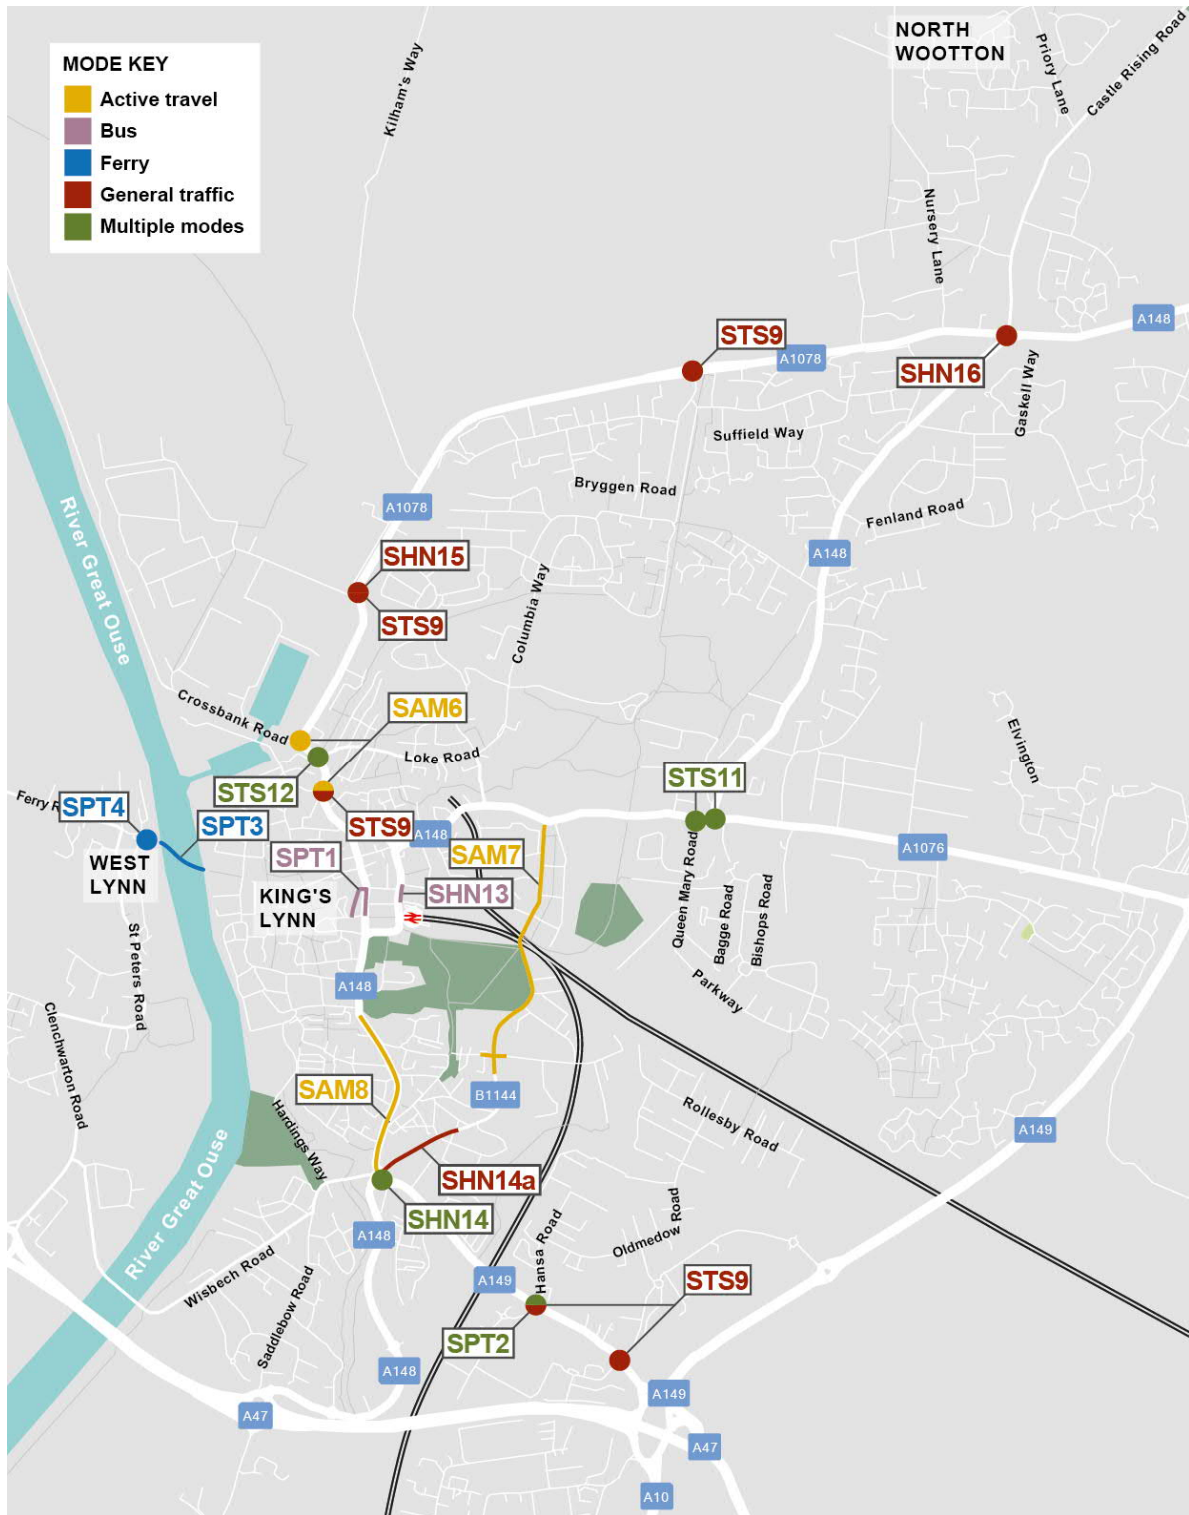 NORTH
WOOTTON
Priory Lane
Castle Rising Road
MODE KEY
Active travel
Bus
Ferry
General traffic
Multiple modes
Kilham's Way
Nursery Lane
A148
STS9
A1078
SHN16
Gaskell Way
Suffield Way
Bryggen Road
A1078
Fenland Road
A148
River Great Ouse
SHN15
STS9
Columbia Way
Crossbank Road
SAM6
Loke Road
Elvington
STS12
STS11
Ferry R
SPT4
SPT3
STS9
A148
A1076
SPT1
SAM7
WEST
LYNN
KING'S
LYNN
SHN13
Queen Mary Road
Bagge Road
Bishops Road
St Peters Road
A148
Parkway
Clenchwarton Road
SAM8
B1144
Hardings Way
Rollesby Road
A149
River Great Ouse
SHN14a
SHN14
A148
Hansa Road
Oldmedow Road
Wisbech Road
A149
STS9
Saddlebow Road
SPT2
A148
A149
A47
A47
A10